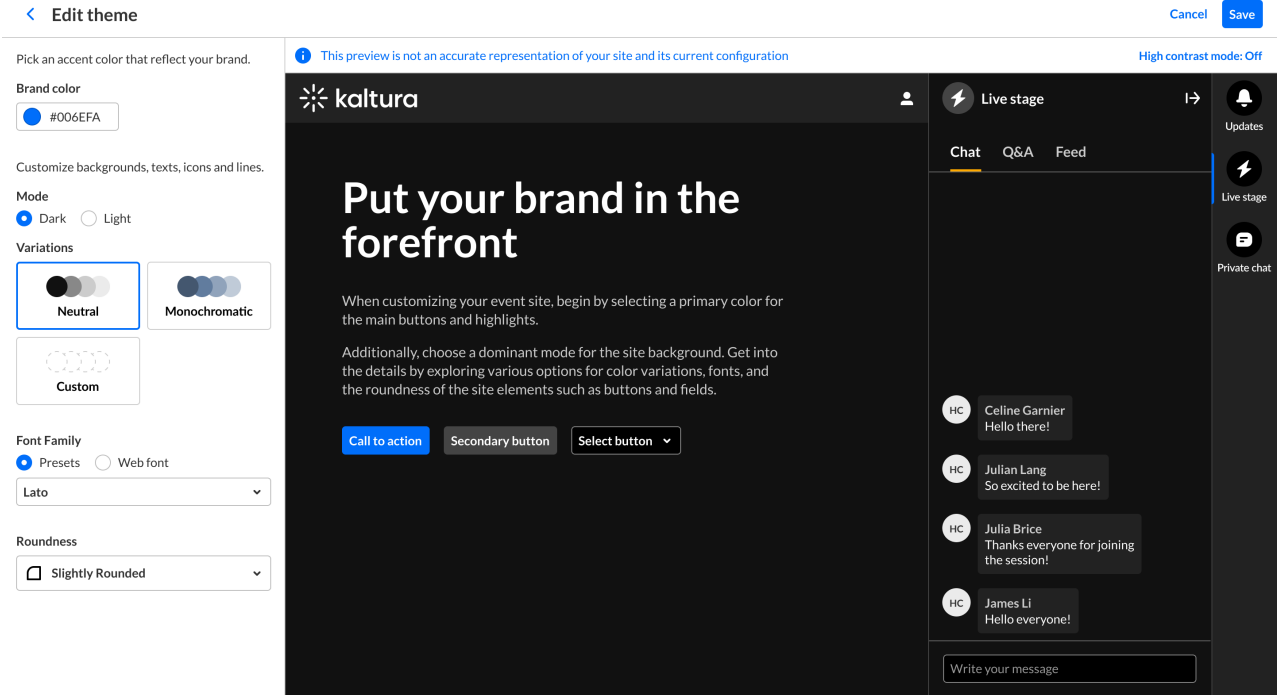 Edit theme
Cancel
Save
Pick an accent color that reflect your brand.
Brand color
#006EFA
Customize backgrounds, texts, icons and lines.
Mode
Dark
Light
Variations
Neutral
Monochromatic
Custom
Font Family
Presets
Web font
Lato
Roundness
Slightly Rounded
This preview is not an accurate representation of your site and its current configuration
High contrast mode: Off
kaltura
Put your brand in the
forefront
When customizing your event site, begin by selecting a primary color for
the main buttons and highlights.
Additionally, choose a dominant mode for the site background. Get into
the details by exploring various options for color variations, fonts, and
the roundness of the site elements such as buttons and fields.
Call to action
Secondary button
Select button
Live stage
Chat
Q&A
Feed
HC
Celine Garnier
Hello there!
HC
Julian Lang
So excited to be here!
HC
Julia Brice
Thanks everyone for joining
the session!
HC
James Li
Hello everyone!
Write your message
Updates
Live stage
Private chat